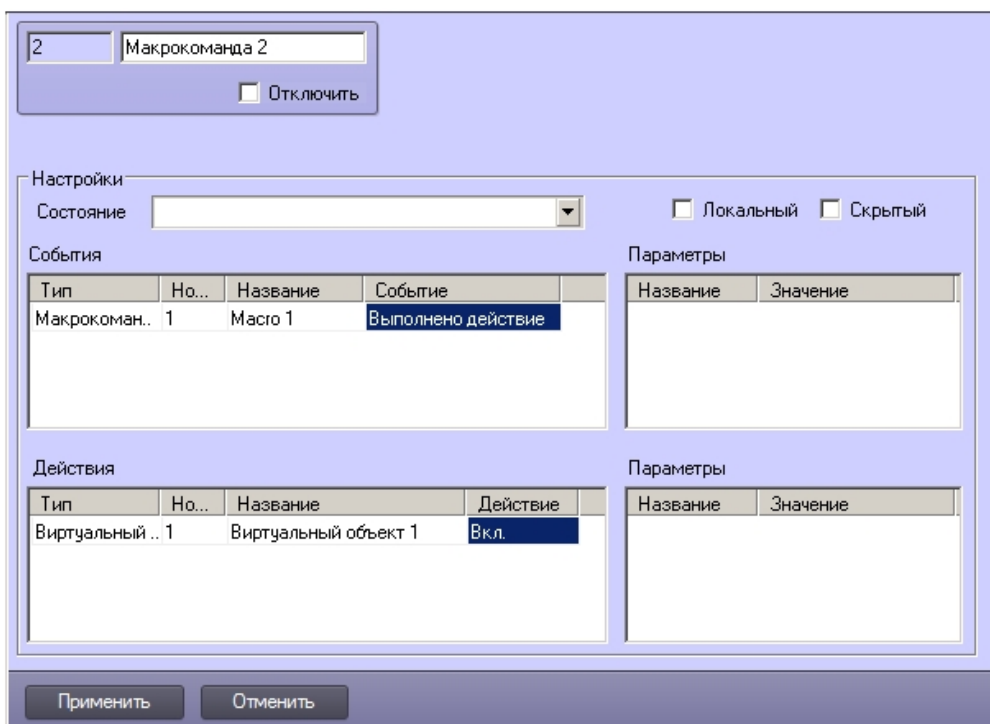 2 Макрокоманда 2
Отключить
Настройки
Состояние Локальный Скрытый
События Параметры
Тип Но... Название Событие Название Значение
Макрокоман.. 1 Macro 1 Выполнено действие
Действия Параметры
Тип Но... Название Действие Название Значение
Виртуальный .. 1 Виртуальный объект 1 Вкл.
Применить Отменить